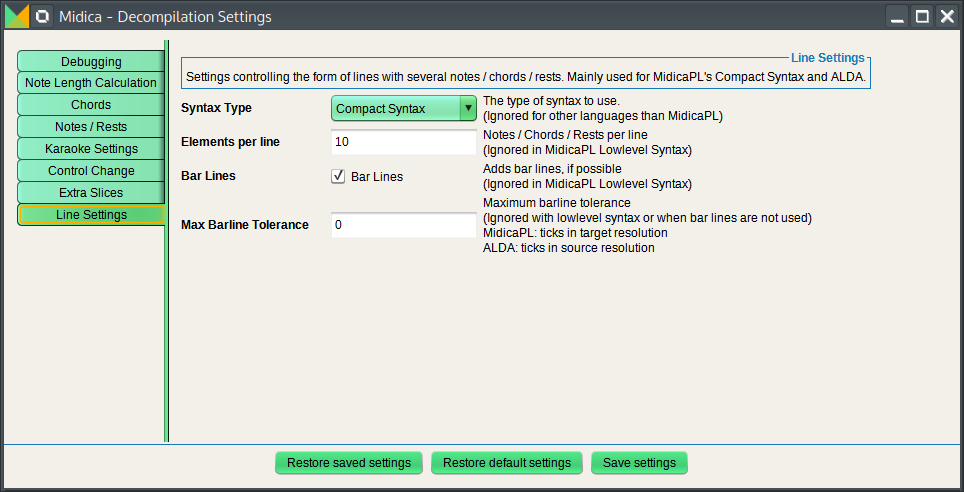 Midica - Decompilation Settings
Debugging
Note Length Calculation
Chords
Notes / Rests
Karaoke Settings
Control Change
Extra Slices
Line Settings
Line Settings
Settings controlling the form of lines with several notes / chords / rests. Mainly used for MidicaPL's Compact Syntax and ALDA.
Syntax Type
Compact Syntax
The type of syntax to use.
(Ignored for other languages than MidicaPL)
Elements per line
10
Notes / Chords / Rests per line
(Ignored in MidicaPL Lowlevel Syntax)
Bar Lines
Bar Lines
Adds bar lines, if possible
(Ignored in MidicaPL Lowlevel Syntax)
Max Barline Tolerance
0
Maximum barline tolerance
(Ignored with lowlevel syntax or when bar lines are not used)
MidicaPL: ticks in target resolution
ALDA: ticks in source resolution
Restore saved settings
Restore default settings
Save settings